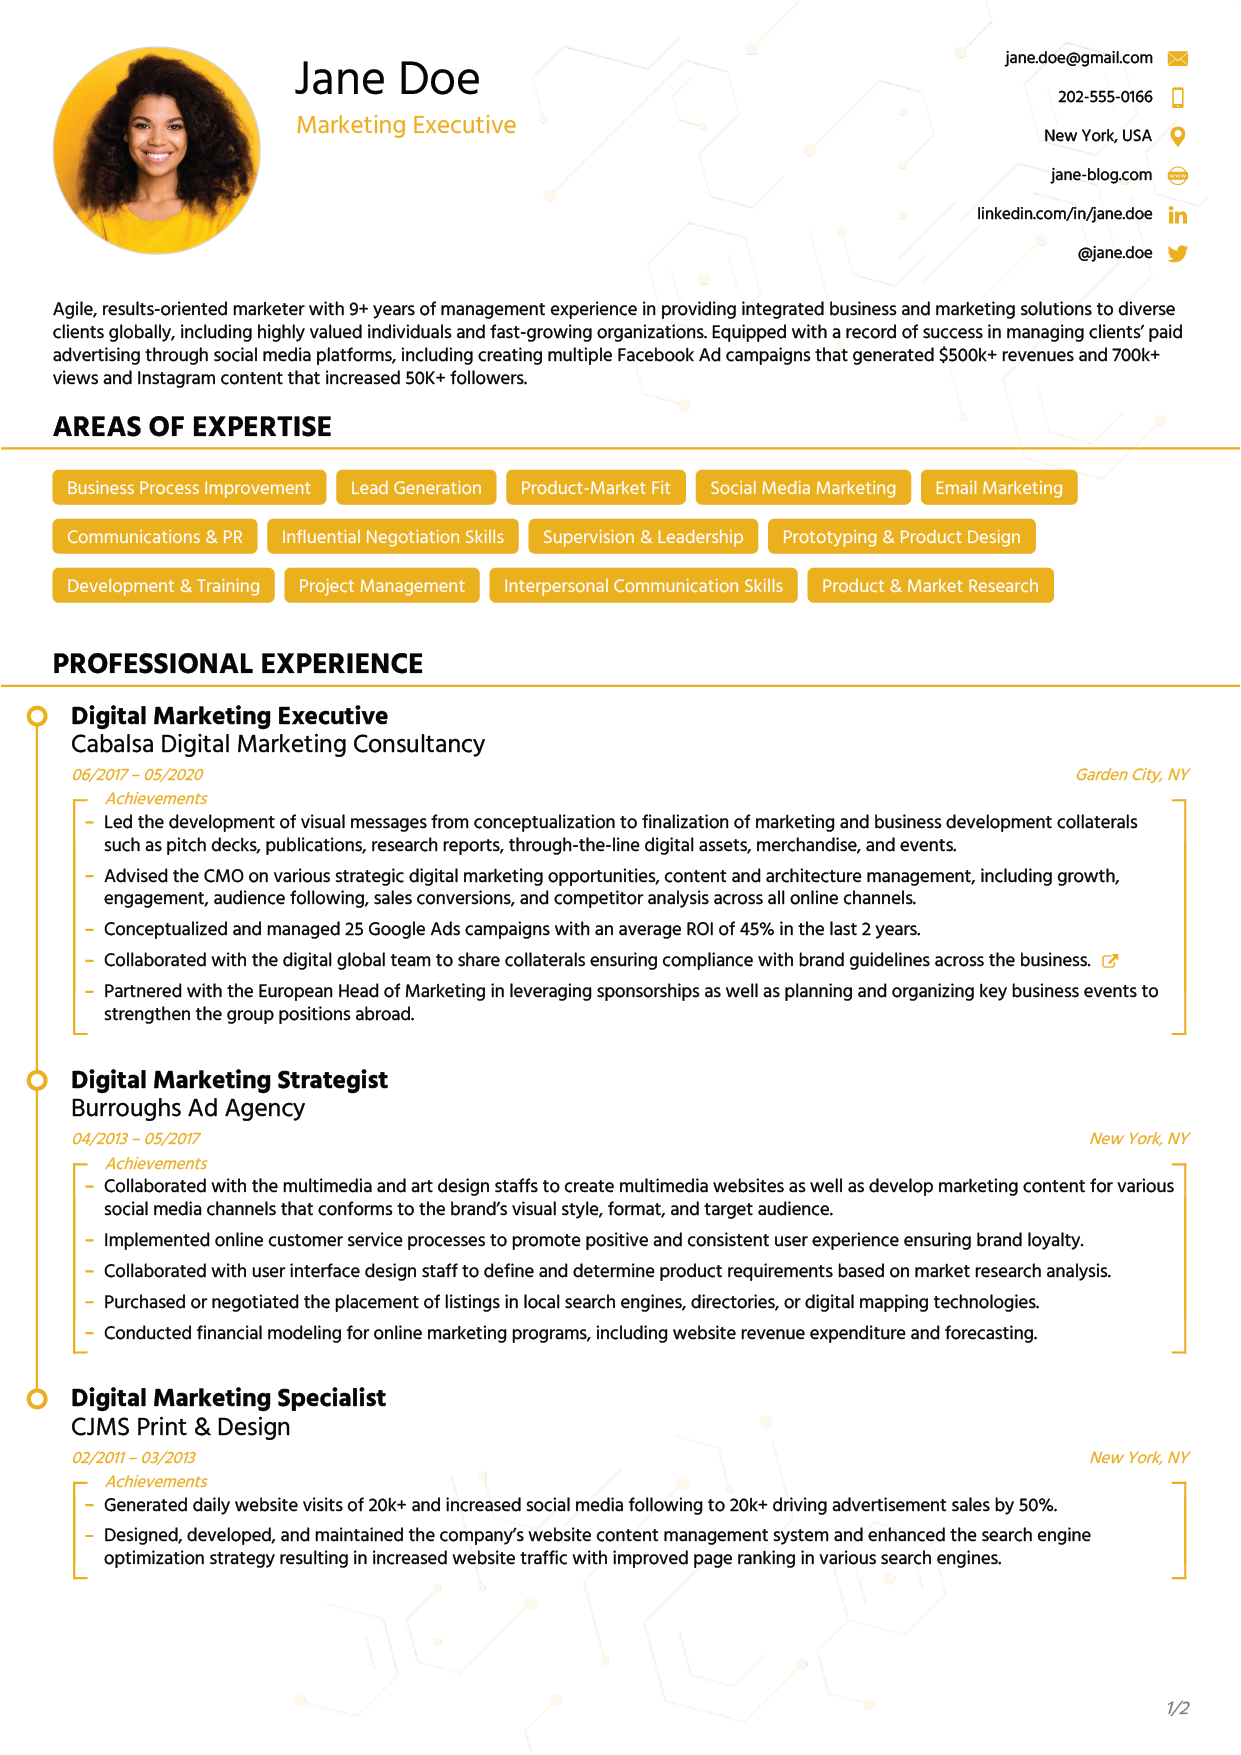 Jane Doe
Marketing Executive
jane.doe@gmail.com
202-555-0166
New York, USA
jane-blog.com
www
linkedin.com/in/jane.doe
in
@jane.doe
Agile, results-oriented marketer with 9+ years of management experience in providing integrated business and marketing solutions to diverse
clients globally, including highly valued individuals and fast-growing organizations. Equipped with a record of success in managing clients’ paid
advertising through social media platforms, including creating multiple Facebook Ad campaigns that generated $500k+ revenues and 700k+
views and Instagram content that increased 50K+ followers.
AREAS OF EXPERTISE
Business Process Improvement Lead Generation Product-Market Fit Social Media Marketing Email Marketing
Communications & PR Influential Negotiation Skills Supervision & Leadership Prototyping & Product Design
Development & Training Project Management Interpersonal Communication Skills Product & Market Research
PROFESSIONAL EXPERIENCE
Digital Marketing Executive
Cabalsa Digital Marketing Consultancy
06/2017 – 05/2020 Garden City, NY
Achievements
– Led the development of visual messages from conceptualization to finalization of marketing and business development collaterals
such as pitch decks, publications, research reports, through-the-line digital assets, merchandise, and events.
– Advised the CMO on various strategic digital marketing opportunities, content and architecture management, including growth,
engagement, audience following, sales conversions, and competitor analysis across all online channels.
– Conceptualized and managed 25 Google Ads campaigns with an average ROI of 45% in the last 2 years.
– Collaborated with the digital global team to share collaterals ensuring compliance with brand guidelines across the business.
– Partnered with the European Head of Marketing in leveraging sponsorships as well as planning and organizing key business events to
strengthen the group positions abroad.
Digital Marketing Strategist
Burroughs Ad Agency
04/2013 – 05/2017 New York, NY
Achievements
– Collaborated with the multimedia and art design staffs to create multimedia websites as well as develop marketing content for various
social media channels that conforms to the brand’s visual style, format, and target audience.
– Implemented online customer service processes to promote positive and consistent user experience ensuring brand loyalty.
– Collaborated with user interface design staff to define and determine product requirements based on market research analysis.
– Purchased or negotiated the placement of listings in local search engines, directories, or digital mapping technologies.
– Conducted financial modeling for online marketing programs, including website revenue expenditure and forecasting.
Digital Marketing Specialist
CJMS Print & Design
02/2011 – 03/2013 New York, NY
Achievements
– Generated daily website visits of 20k+ and increased social media following to 20k+ driving advertisement sales by 50%.
– Designed, developed, and maintained the company’s website content management system and enhanced the search engine
optimization strategy resulting in increased website traffic with improved page ranking in various search engines.
1/2